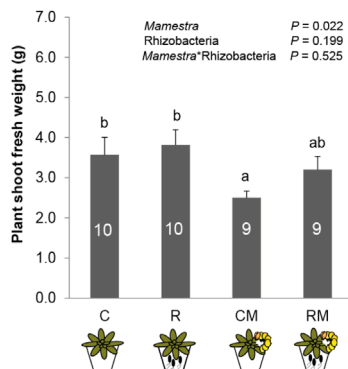 Mamestra P = 0.022
Rhizobacteria P = 0.199
Mamestra*Rhizobacteria P = 0.525
Plant shoot fresh weight (g)
7.0
6.0
5.0
4.0
3.0
2.0
1.0
0.0
b b a ab
10 10 9 9
C R CM RM